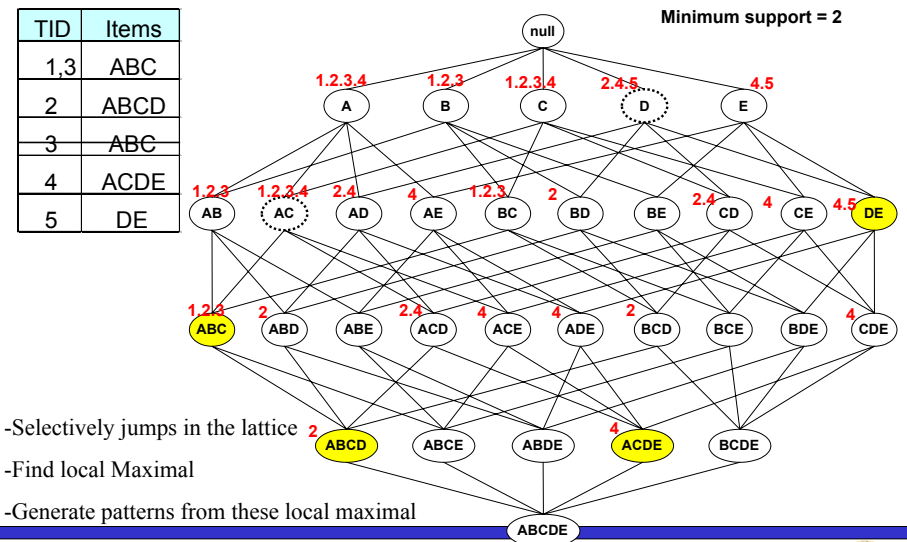 Minimum support = 2
TID Items
1,3 ABC
2 ABCD
3 ABC
4 ACDE
5 DE
null
1.2.3.4 1.2.3 1.2.3.4 2.4.5 4.5
A B C D E
1.2.3 1.2.3.4 2.4 4 1.2.3 2 2.4 4 4.5
AB AC AD AE BC BD BE CD CE DE
1.2.3 2 2.4 4 4 2 4
ABC ABD ABE ACD ACE ADE BCD BCE BDE CDE
-Selectively jumps in the lattice
2 4
ABCD ABCE ABDE ACDE BCDE
-Find local Maximal
-Generate patterns from these local maximal
ABCDE